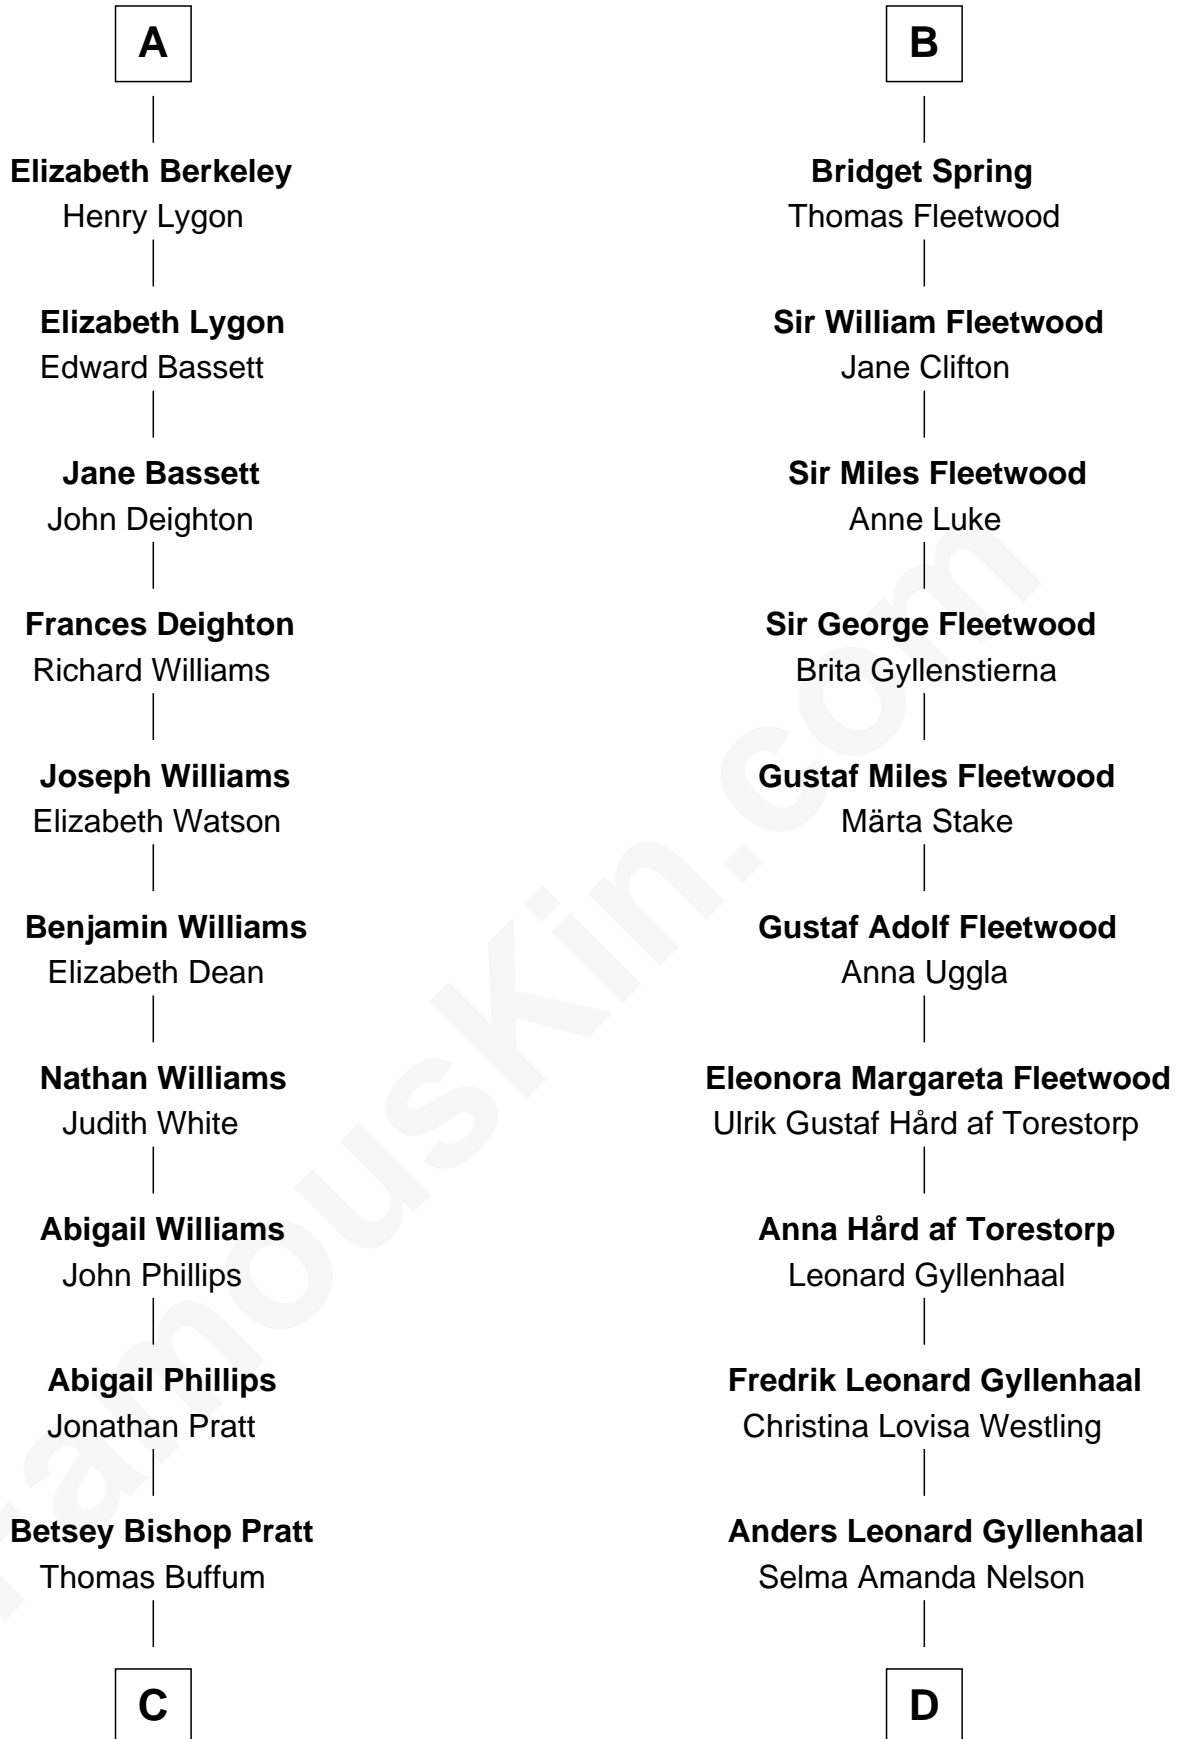 A
Elizabeth Berkeley
Henry Lygon
Elizabeth Lygon
Edward Bassett
Jane Bassett
John Deighton
Frances Deighton
Richard Williams
Joseph Williams
Elizabeth Watson
Benjamin Williams
Elizabeth Dean
Nathan Williams
Judith White
Abigail Williams
John Phillips
Abigail Phillips
Jonathan Pratt
Betsey Bishop Pratt
Thomas Buffum
C
B
Bridget Spring
Thomas Fleetwood
Sir William Fleetwood
Jane Clifton
Sir Miles Fleetwood
Anne Luke
Sir George Fleetwood
Brita Gyllenstierna
Gustaf Miles Fleetwood
Märta Stake
Gustaf Adolf Fleetwood
Anna Uggla
Eleonora Margareta Fleetwood
Ulrik Gustaf Hård af Torestorp
Anna Hård af Torestorp
Leonard Gyllenhaal
Fredrik Leonard Gyllenhaal
Christina Lovisa Westling
Anders Leonard Gyllenhaal
Selma Amanda Nelson
D
FamousKin.com